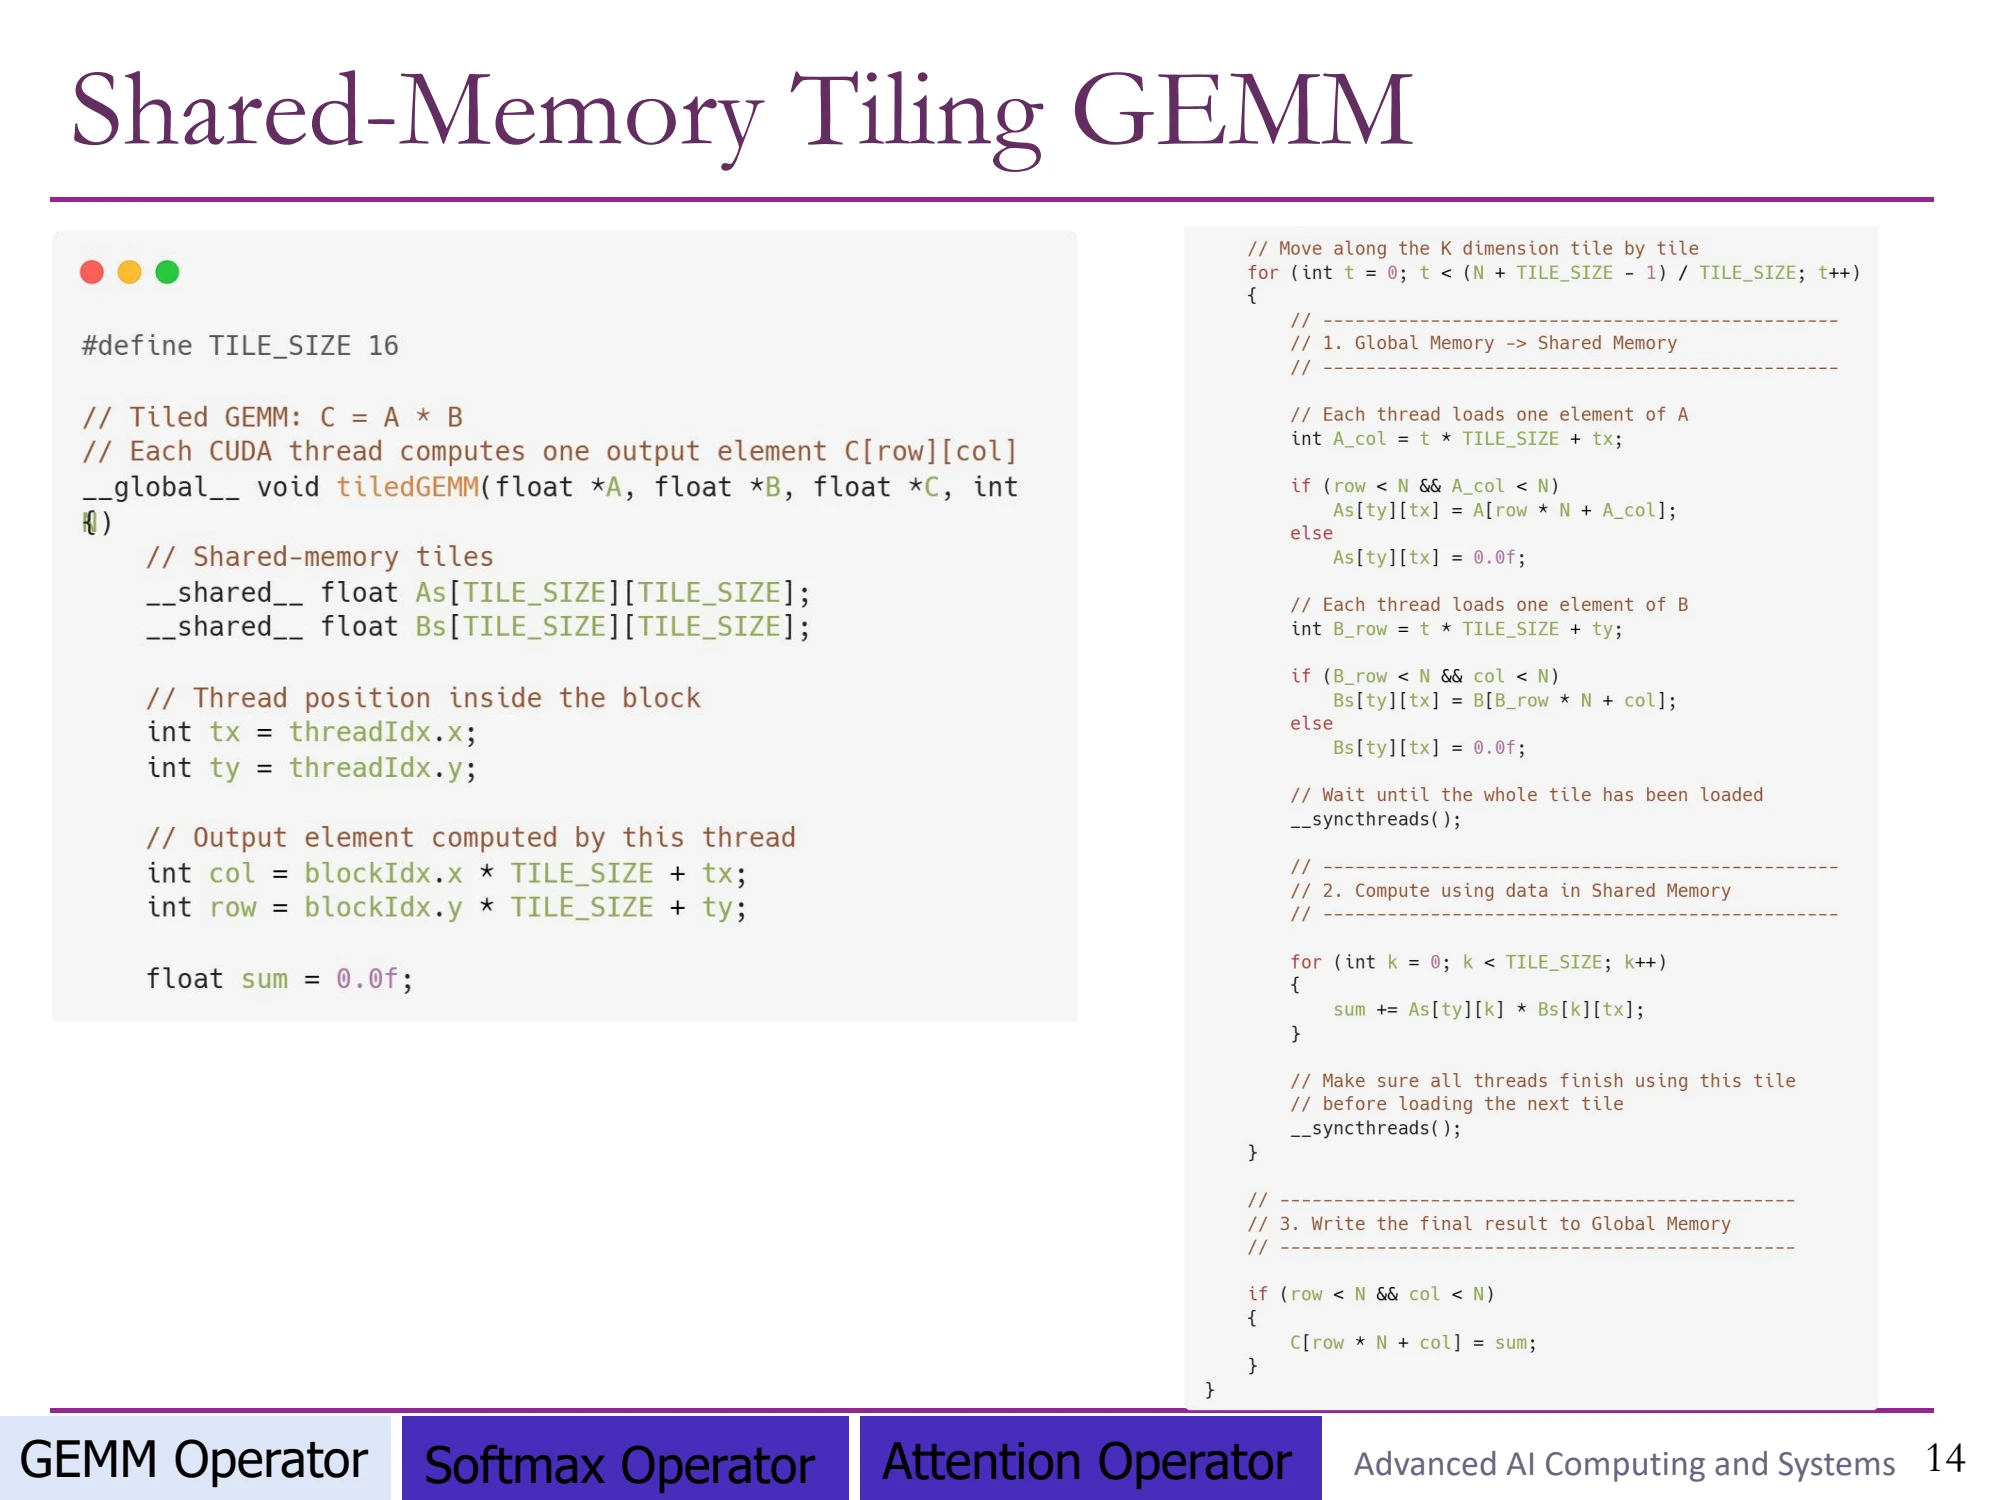 Shared-Memory Tiling GEMM
#define TILE_SIZE 16
// Tiled GEMM: C = A * B
// Each CUDA thread computes one output element C[row][col]
__global__ void tiledGEMM(float *A, float *B, float *C, int
N)
{
// Shared-memory tiles
__shared__ float As[TILE_SIZE][TILE_SIZE];
__shared__ float Bs[TILE_SIZE][TILE_SIZE];
// Thread position inside the block
int tx = threadIdx.x;
int ty = threadIdx.y;
// Output element computed by this thread
int col = blockIdx.x * TILE_SIZE + tx;
int row = blockIdx.y * TILE_SIZE + ty;
float sum = 0.0f;
// Move along the K dimension tile by tile
for (int t = 0; t < (N + TILE_SIZE - 1) / TILE_SIZE; t++)
{
// ------------------------------------------------
// 1. Global Memory -> Shared Memory
// ------------------------------------------------
// Each thread loads one element of A
int A_col = t * TILE_SIZE + tx;
if (row < N && A_col < N)
As[ty][tx] = A[row * N + A_col];
else
As[ty][tx] = 0.0f;
// Each thread loads one element of B
int B_row = t * TILE_SIZE + ty;
if (B_row < N && col < N)
Bs[ty][tx] = B[B_row * N + col];
else
Bs[ty][tx] = 0.0f;
// Wait until the whole tile has been loaded
__syncthreads();
// ------------------------------------------------
// 2. Compute using data in Shared Memory
// ------------------------------------------------
for (int k = 0; k < TILE_SIZE; k++)
{
sum += As[ty][k] * Bs[k][tx];
}
// Make sure all threads finish using this tile
// before loading the next tile
__syncthreads();
}
// ------------------------------------------------
// 3. Write the final result to Global Memory
// ------------------------------------------------
if (row < N && col < N)
{
C[row * N + col] = sum;
}
}
GEMM Operator
Softmax Operator
Attention Operator
Advanced AI Computing and Systems
14